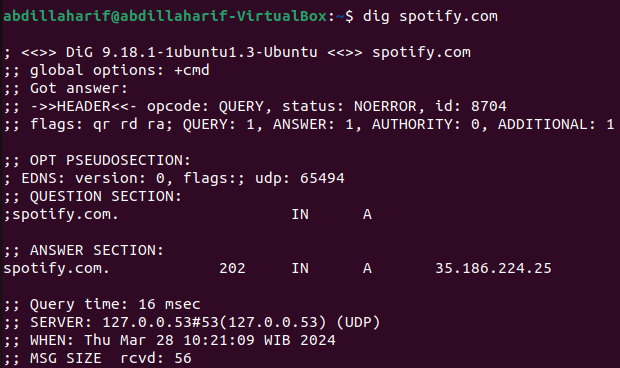 abdillaharif@abdillaharif-VirtualBox:~$ dig spotify.com
; <<>> DiG 9.18.1-1ubuntu1.3-Ubuntu <<>> spotify.com
;; global options: +cmd
;; Got answer:
;; ->>HEADER<<- opcode: QUERY, status: NOERROR, id: 8704
;; flags: qr rd ra; QUERY: 1, ANSWER: 1, AUTHORITY: 0, ADDITIONAL: 1
;; OPT PSEUDOSECTION:
; EDNS: version: 0, flags:; udp: 65494
;; QUESTION SECTION:
;spotify.com. IN A
;; ANSWER SECTION:
spotify.com. 202 IN A 35.186.224.25
;; Query time: 16 msec
;; SERVER: 127.0.0.53#53(127.0.0.53) (UDP)
;; WHEN: Thu Mar 28 10:21:09 WIB 2024
;; MSG SIZE rcvd: 56